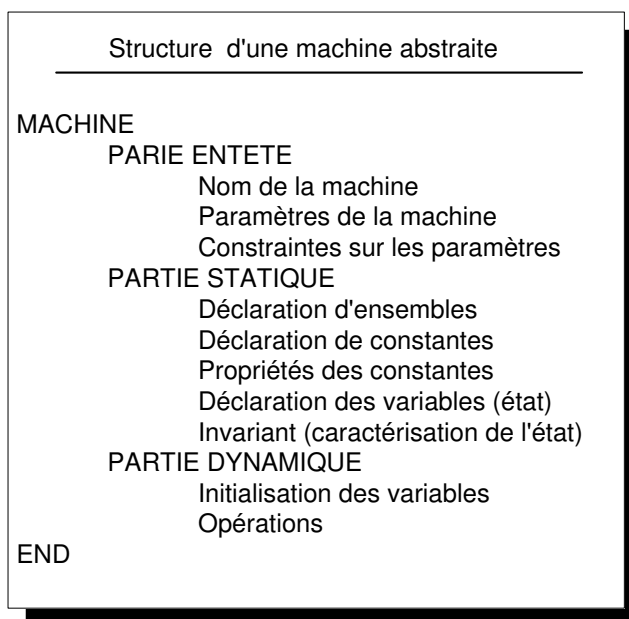 Structure d'une machine abstraite
MACHINE
PARIE ENTETE
Nom de la machine
Paramètres de la machine
Constraintes sur les paramètres
PARTIE STATIQUE
Déclaration d'ensembles
Déclaration de constantes
Propriétés des constantes
Déclaration des variables (état)
Invariant (caractérisation de l'état)
PARTIE DYNAMIQUE
Initialisation des variables
Opérations
END